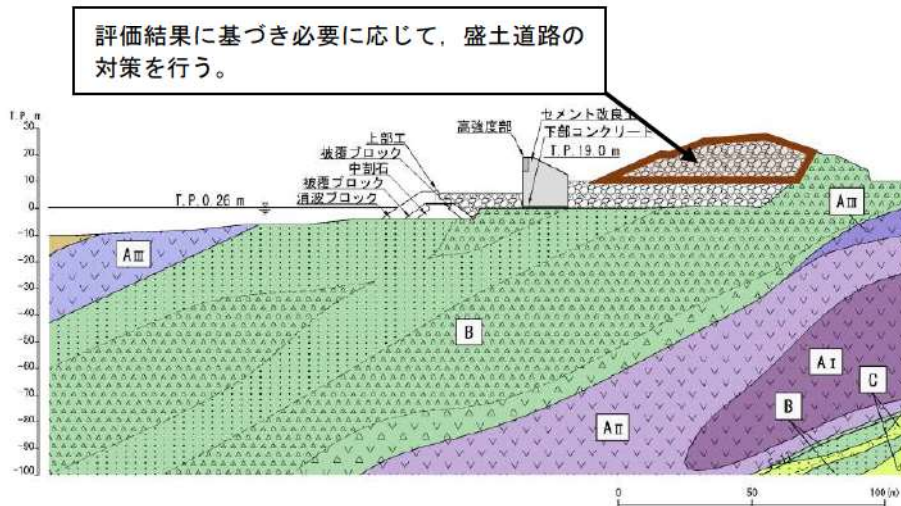 評価結果に基づき必要に応じて，盛土道路の
対策を行う。
T.P. m
30
20
10
0
-10
-20
-30
-40
-50
-60
-70
-80
-90
-100
セメント改良土
高強度部
下部コンクリート
T.P.19.0 m
上部工
被覆ブロック
中割石
被覆ブロック
消波ブロック
T.P.0.26 m
AⅢ
AⅢ
B
AⅠ
C
B
AⅡ
0
50
100(m)